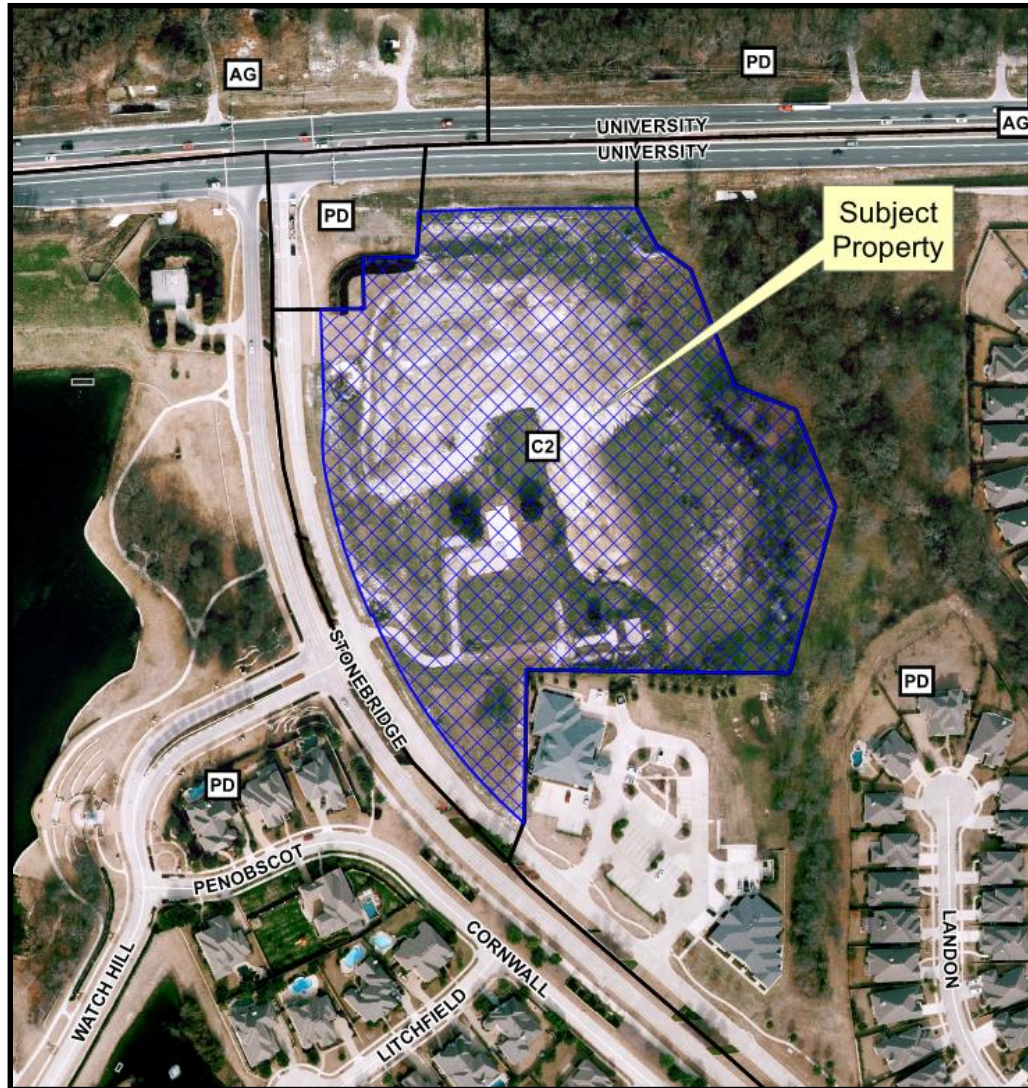 AG
PD
UNIVERSITY
AG
UNIVERSITY
PD
Subject
Property
C2
STONEBRIDGE
PD
PD
PENOBSCOT
CORNWALL
WATCH HILL
LITCHFIELD
LANDON